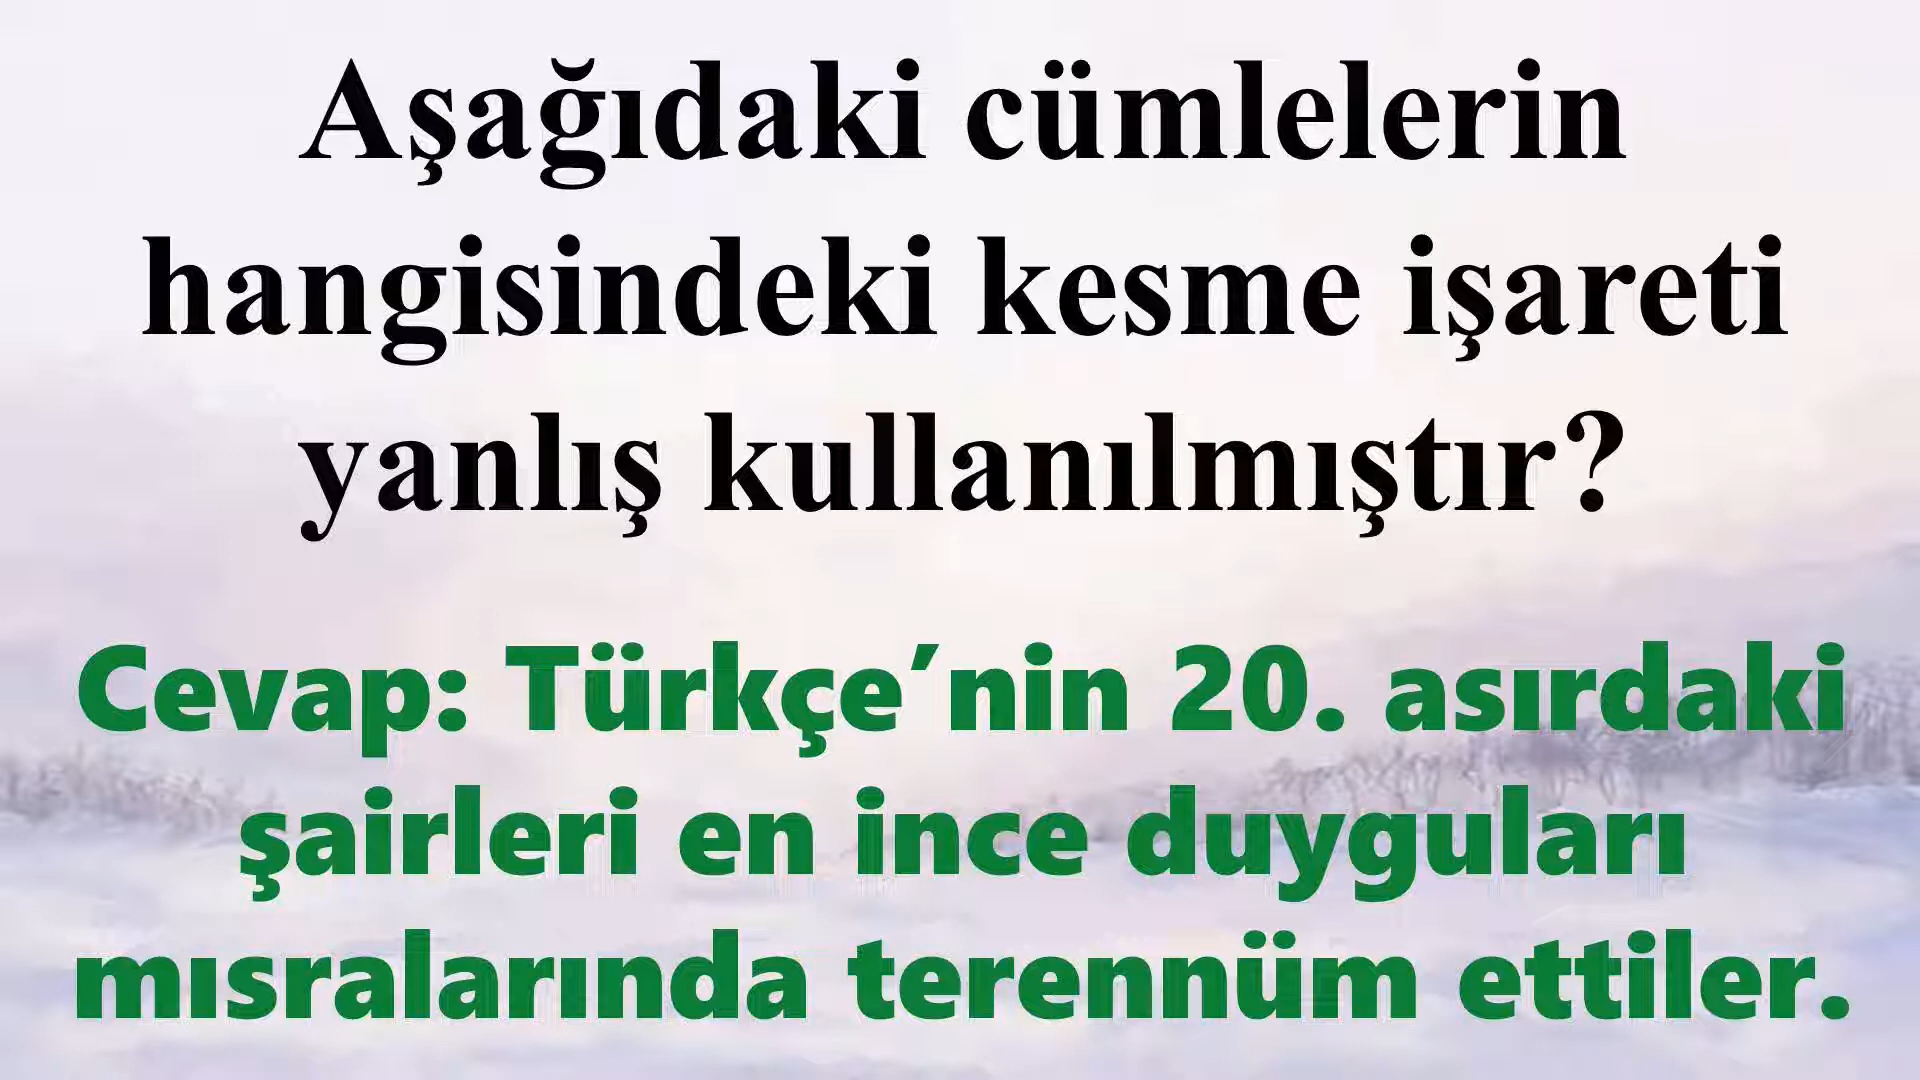 Aşağıdaki cümlelerin
hangisindeki kesme işareti
yanlış kullanılmıştır?
Cevap: Türkçe’nin 20. asırdaki
şairleri en ince duyguları
mısralarında terennüm ettiler.